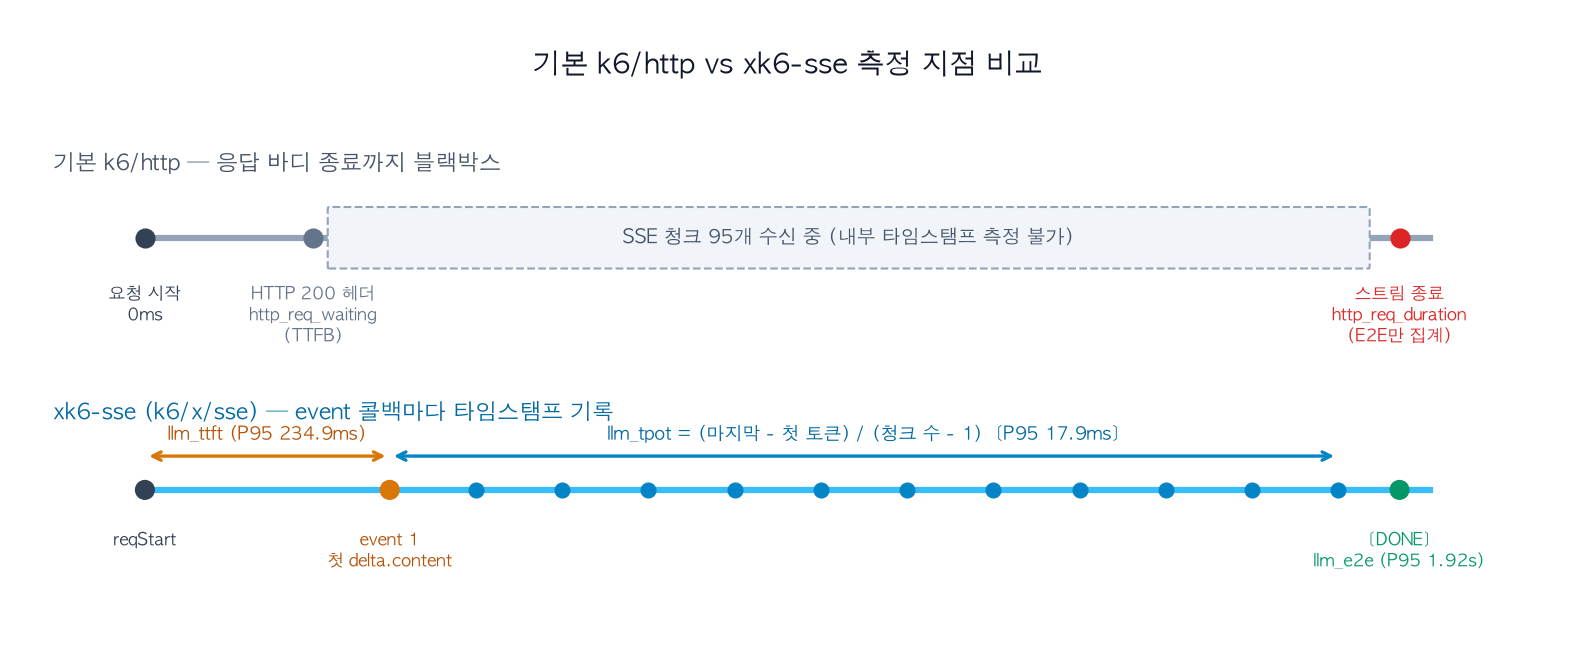 기본 k6/http vs xk6-sse 측정 지점 비교
기본 k6/http — 응답 바디 종료까지 블랙박스
SSE 청크 95개 수신 중 (내부 타임스탬프 측정 불가)
요청 시작
0ms
HTTP 200 헤더
http_req_waiting
(TTFB)
스트림 종료
http_req_duration
(E2E만 집계)
xk6-sse (k6/x/sse) — event 콜백마다 타임스탬프 기록
llm_ttft (P95 234.9ms)
llm_tpot = (마지막 - 첫 토큰) / (청크 수 - 1) [P95 17.9ms]
reqStart
event 1
첫 delta.content
[DONE]
llm_e2e (P95 1.92s)